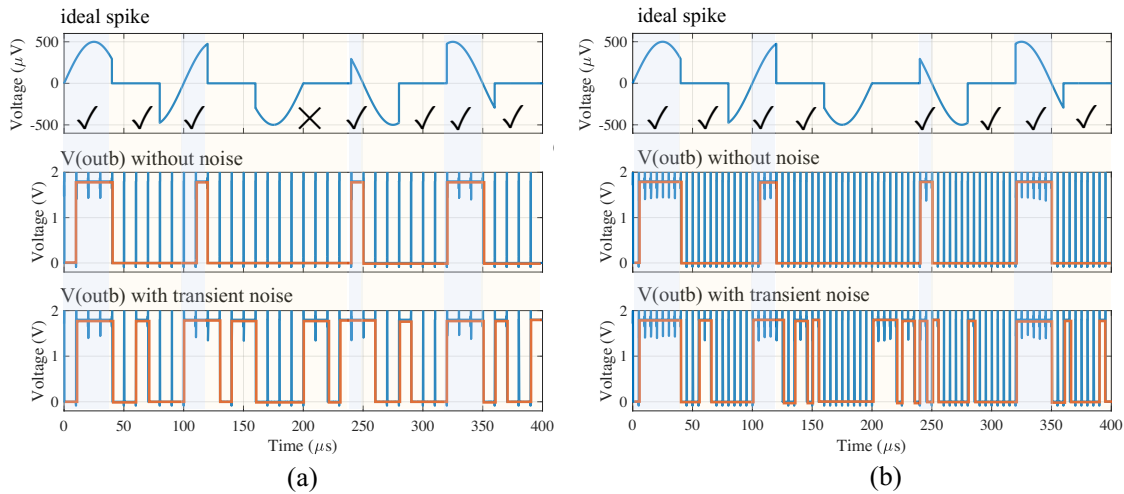 ideal spike
500
0
-500
Voltage (μV)
V(outb) without noise
2
1
0
Voltage (V)
V(outb) with transient noise
2
1
0
Voltage (V)
0 50 100 150 200 250 300 350 400
Time (μs)
(a)
ideal spike
500
0
-500
Voltage (μV)
V(outb) without noise
2
1
0
Voltage (V)
V(outb) with transient noise
2
1
0
Voltage (V)
0 50 100 150 200 250 300 350 400
Time (μs)
(b)